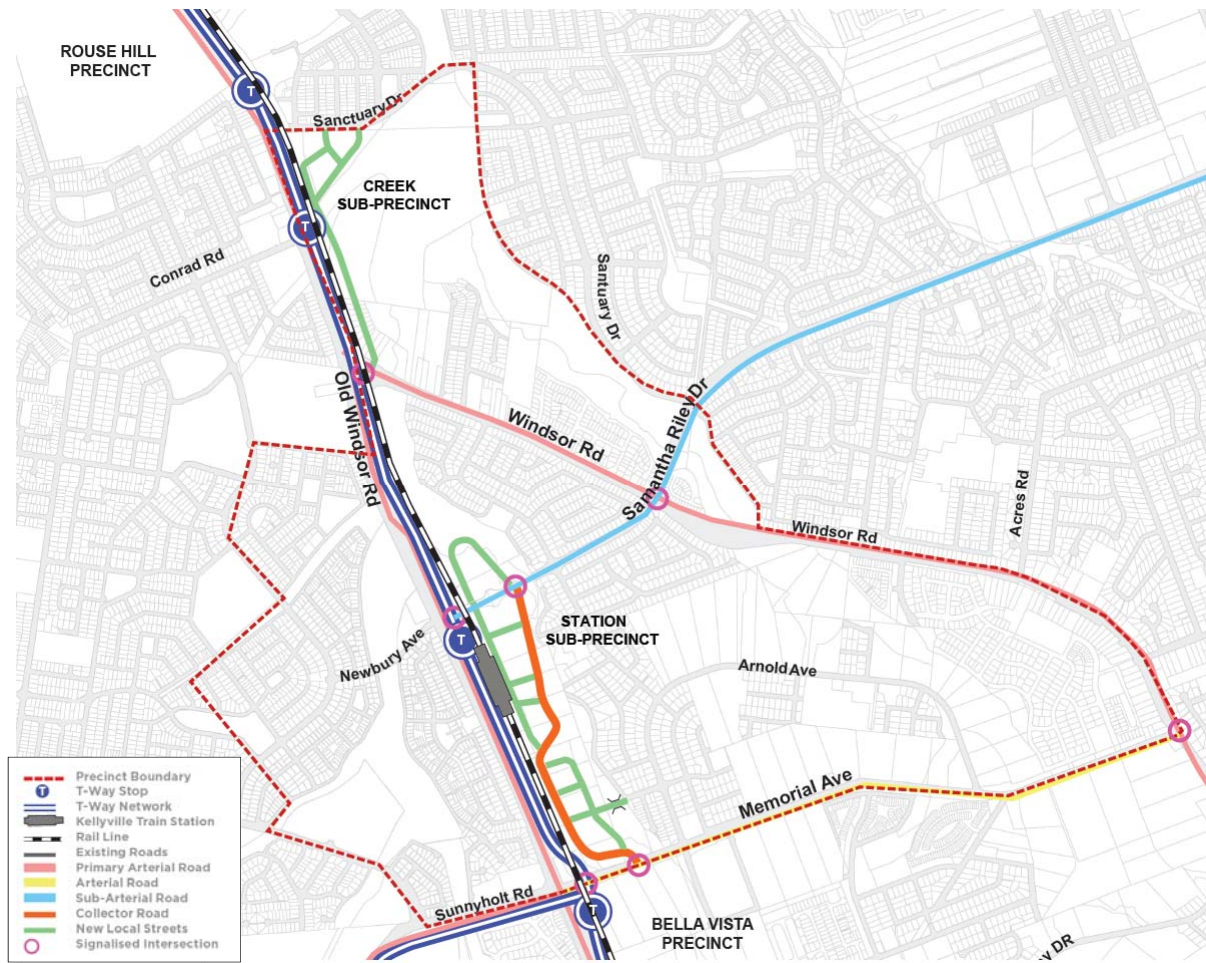 ROUSE HILL
PRECINCT
T
Sanctuary Dr
CREEK
SUB-PRECINCT
T
Conrad Rd
Santuary Dr
Old Windsor Rd
Windsor Rd
Samantha Riley Dr
Windsor Rd
Acres Rd
STATION
SUB-PRECINCT
T
Newbury Ave
Arnold Ave
Memorial Ave
Sunnyholt Rd
T
BELLA VISTA
PRECINCT
DR
Precinct Boundary
T
T-Way Stop
T-Way Network
Kellyville Train Station
Rail Line
Existing Roads
Primary Arterial Road
Arterial Road
Sub-Arterial Road
Collector Road
New Local Streets
Signalised Intersection